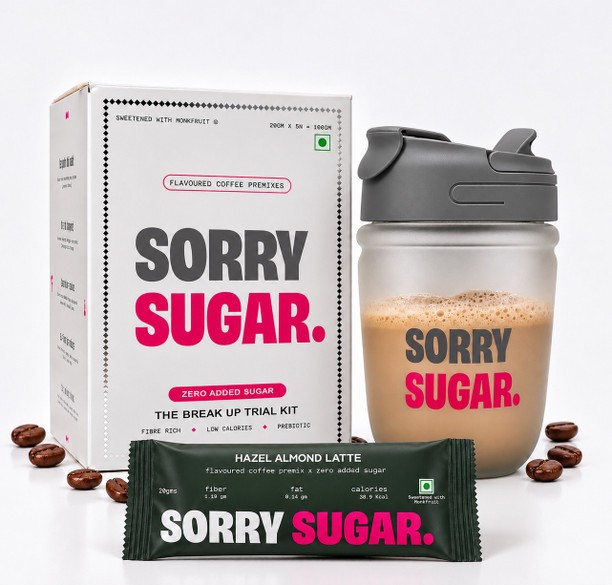 SWEETENED WITH MONKFRUIT
20GM X 5N = 100GM
FLAVOURED COFFEE PREMIXES
SORRY
SUGAR.
ZERO ADDED SUGAR
THE BREAK UP TRIAL KIT
FIBRE RICH ♦ LOW CALORIES ♦ PREBIOTIC
SORRY
SUGAR.
HAZEL ALMOND LATTE
flavoured coffee premix x zero added sugar
20gms
fiber
1.19 gm
fat
0.14 gm
calories
38.9 Kcal
Sweetened with
Monkfruit
SORRY SUGAR.